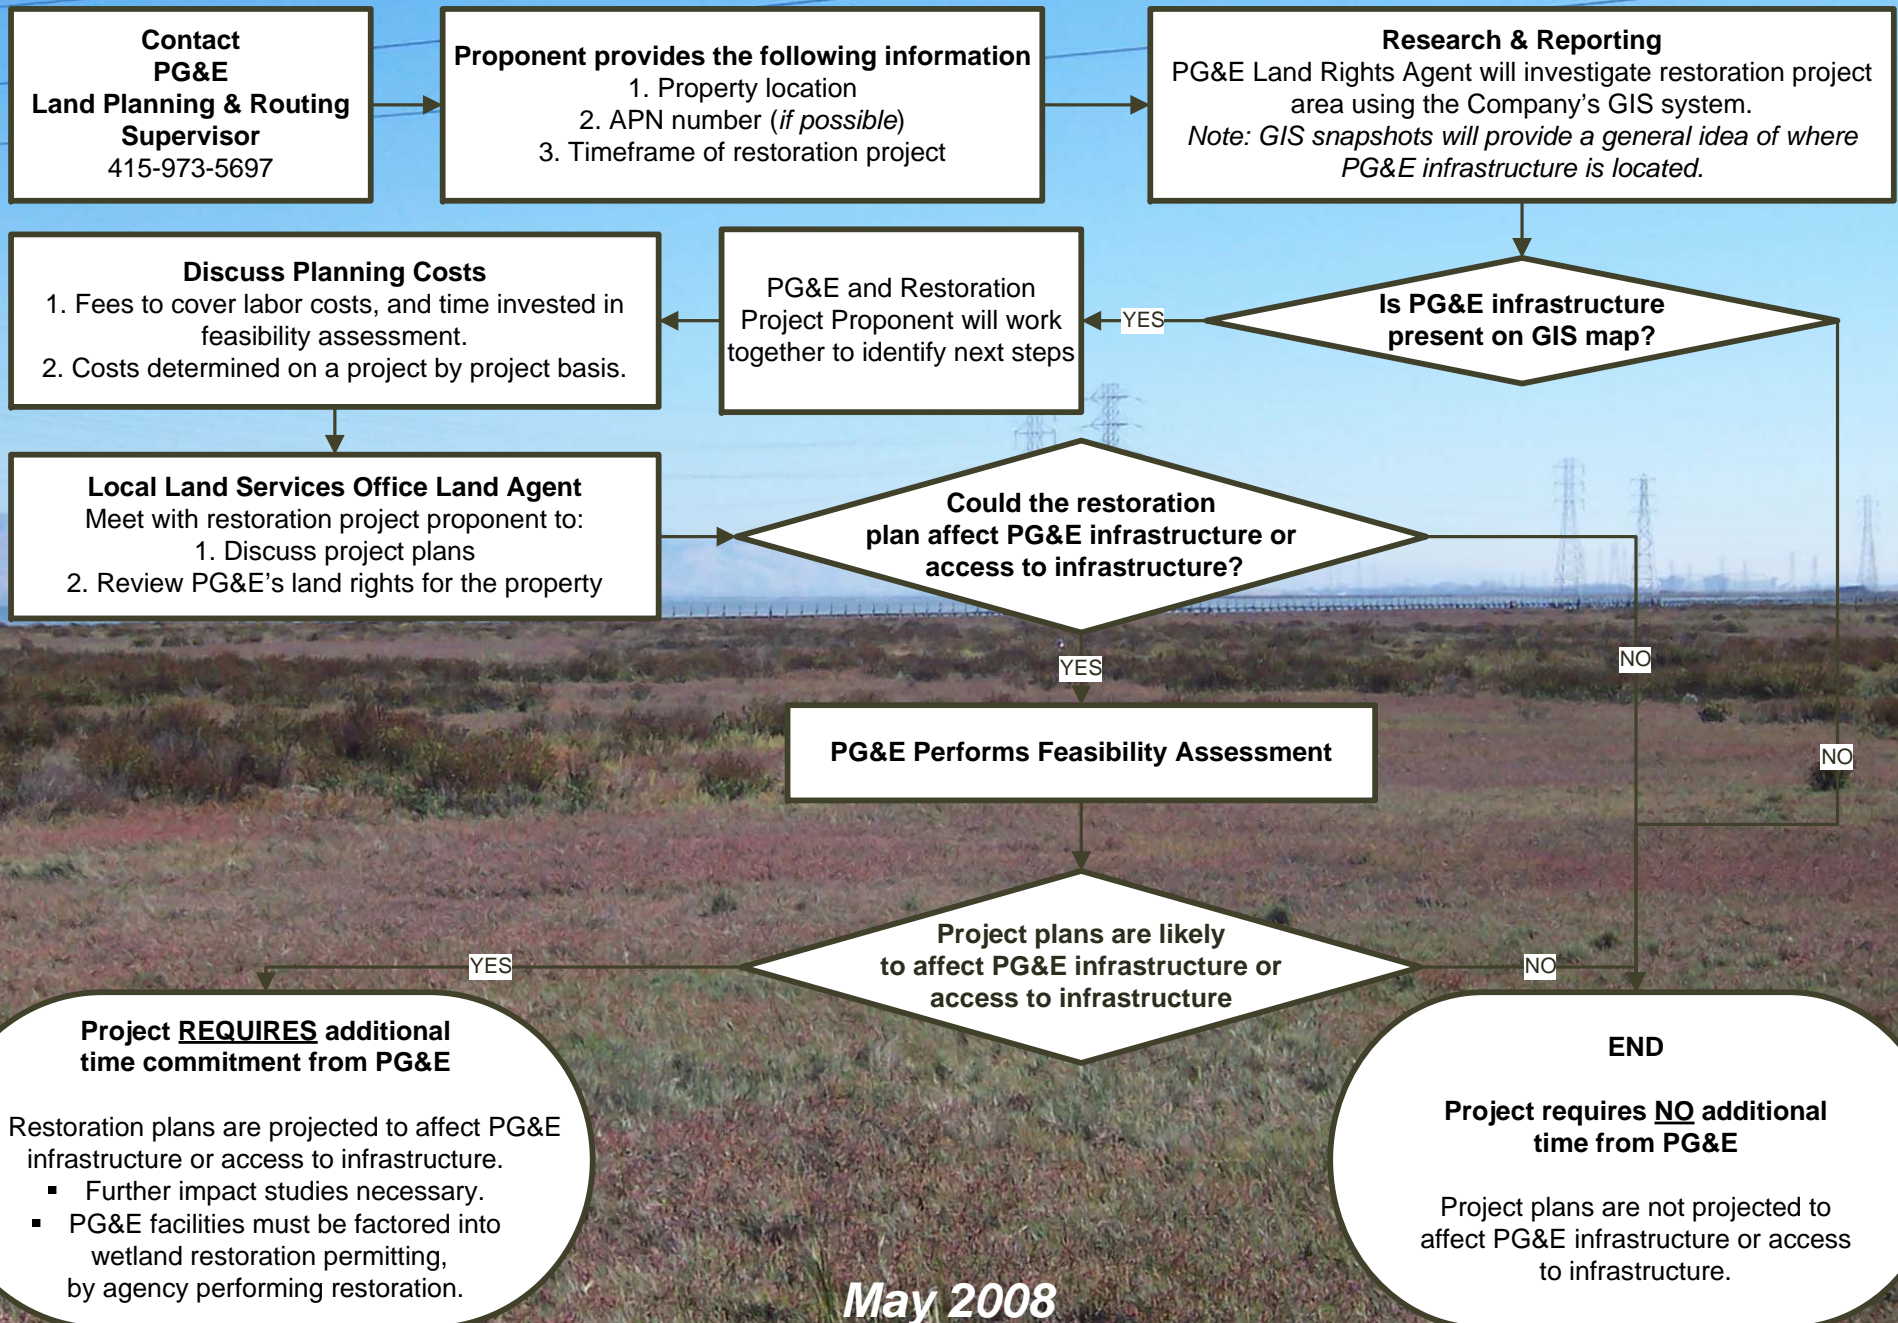 Contact
PG&E
Land Planning & Routing
Supervisor
415-973-5697
Proponent provides the following information
1. Property location
2. APN number (if possible)
3. Timeframe of restoration project
Research & Reporting
PG&E Land Rights Agent will investigate restoration project
area using the Company's GIS system.
Note: GIS snapshots will provide a general idea of where
PG&E infrastructure is located.
Is PG&E infrastructure
present on GIS map?
YES
PG&E and Restoration
Project Proponent will work
together to identify next steps
Discuss Planning Costs
1. Fees to cover labor costs, and time invested in
feasibility assessment.
2. Costs determined on a project by project basis.
Local Land Services Office Land Agent
Meet with restoration project proponent to:
1. Discuss project plans
2. Review PG&E's land rights for the property
Could the restoration
plan affect PG&E infrastructure or
access to infrastructure?
YES
NO
NO
PG&E Performs Feasibility Assessment
Project plans are likely
to affect PG&E infrastructure or
access to infrastructure
YES
NO
Project REQUIRES additional
time commitment from PG&E
Restoration plans are projected to affect PG&E
infrastructure or access to infrastructure.
▪ Further impact studies necessary.
▪ PG&E facilities must be factored into
wetland restoration permitting,
by agency performing restoration.
END
Project requires NO additional
time from PG&E
Project plans are not projected to
affect PG&E infrastructure or access
to infrastructure.
May 2008